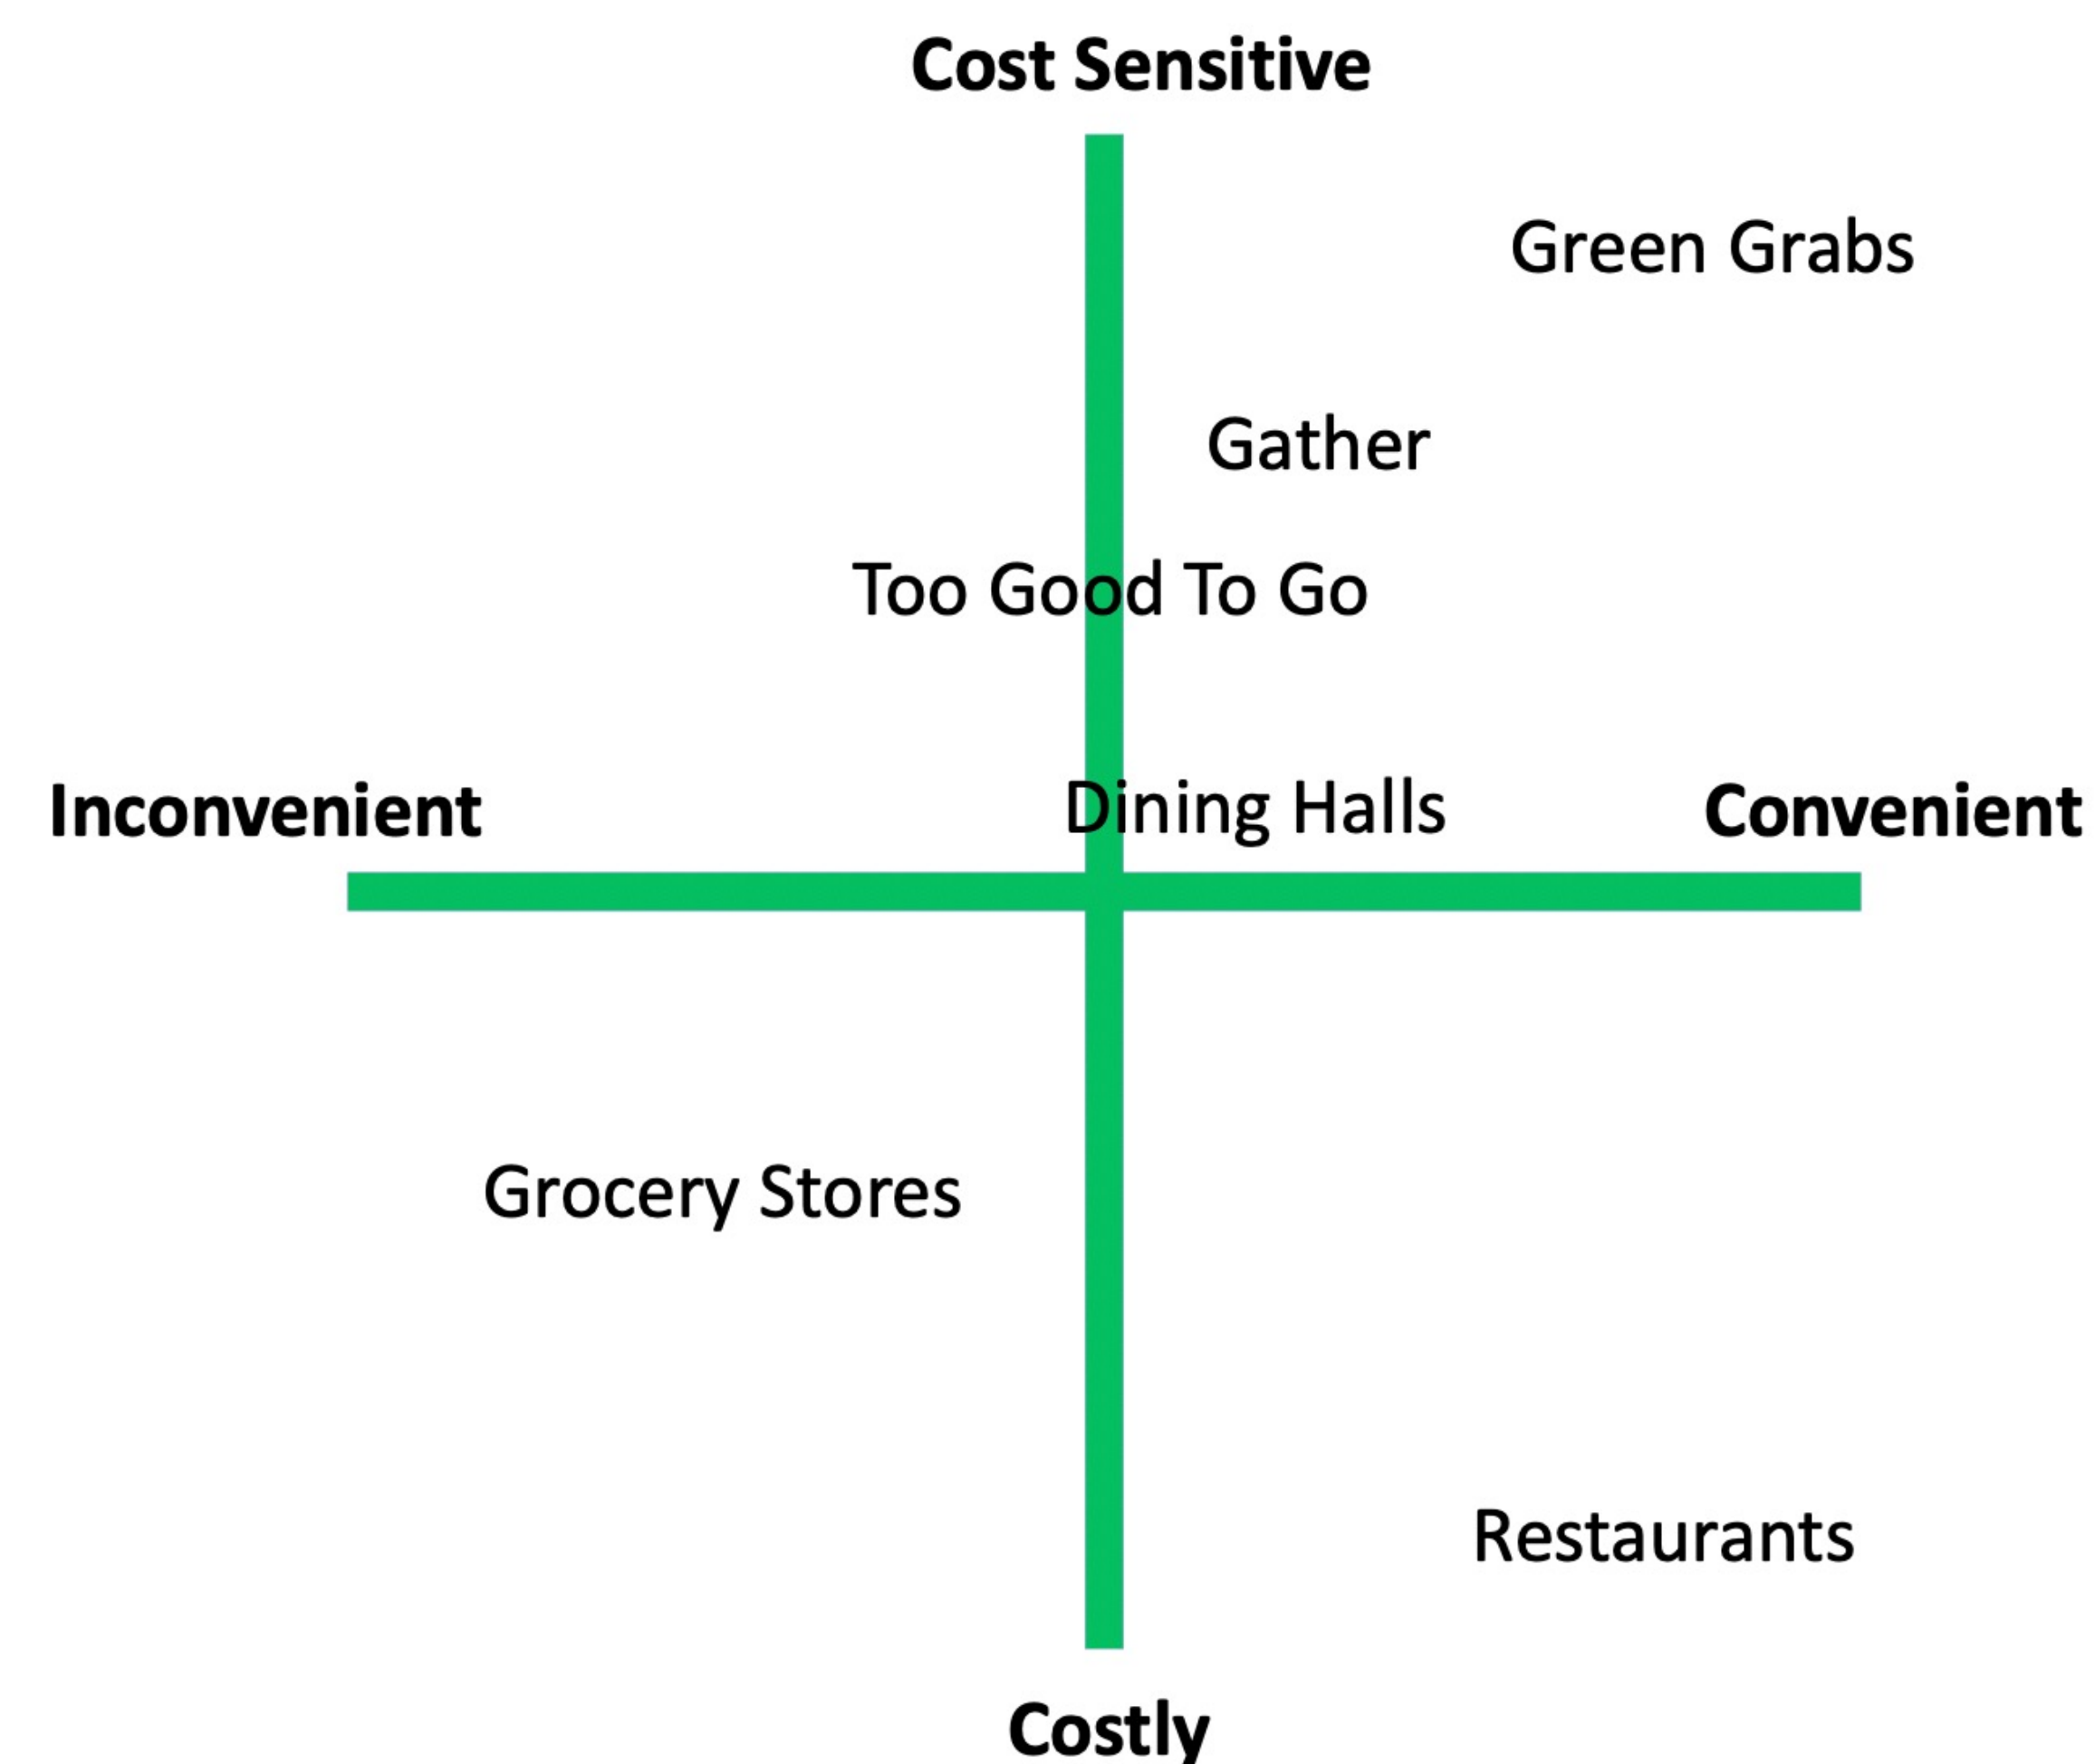 Cost Sensitive
Green Grabs
Gather
Too Good To Go
Inconvenient
Dining Halls
Convenient
Grocery Stores
Restaurants
Costly